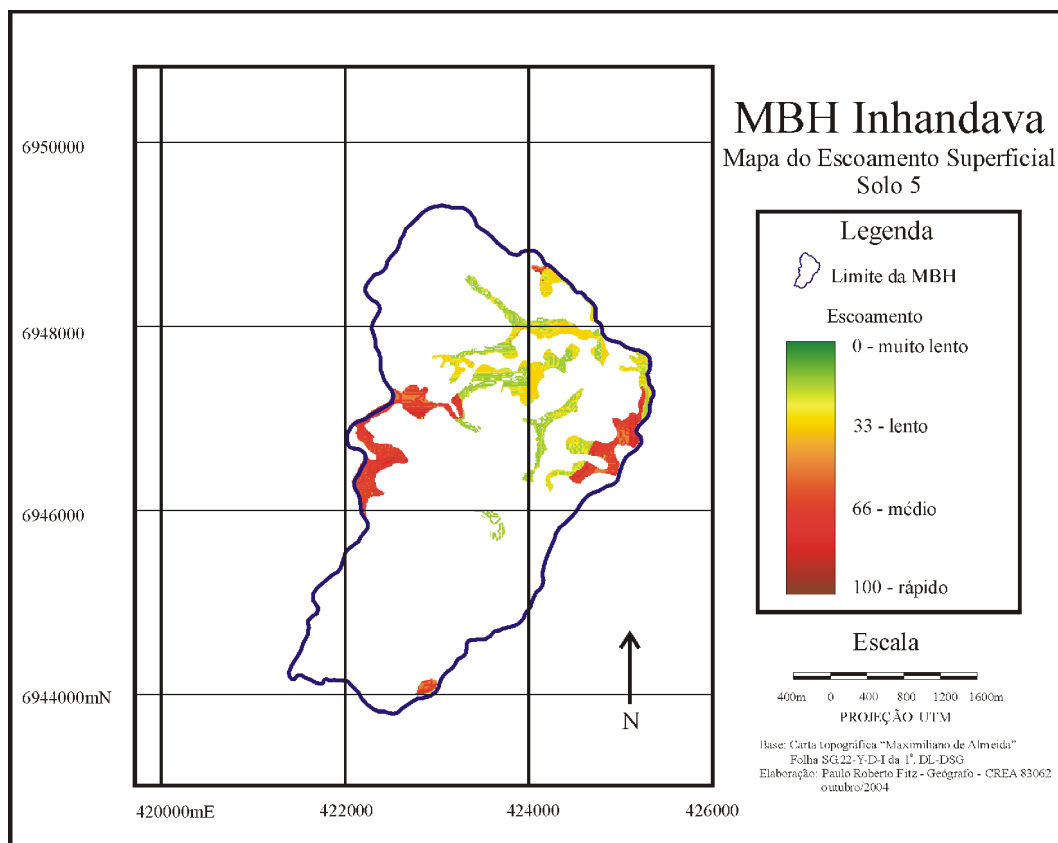 MBH Inhandava
Mapa do Escoamento Superficial
Solo 5
Legenda
Limite da MBH
Escoamento
0 - muito lento
33 - lento
66 - médio
100 - rápido
Escala
400m 0 400 800 1200 1600m
PROJEÇÃO UTM
Base: Carta topográfica "Maximiliano de Almeida"
Folha SG.22-Y-D-I da 1ª. DL-DSG
Elaboração: Paulo Roberto Fitz - Geógrafo - CREA 83062
outubro/2004
6950000
6948000
6946000
6944000mN
420000mE 422000 424000 426000
N